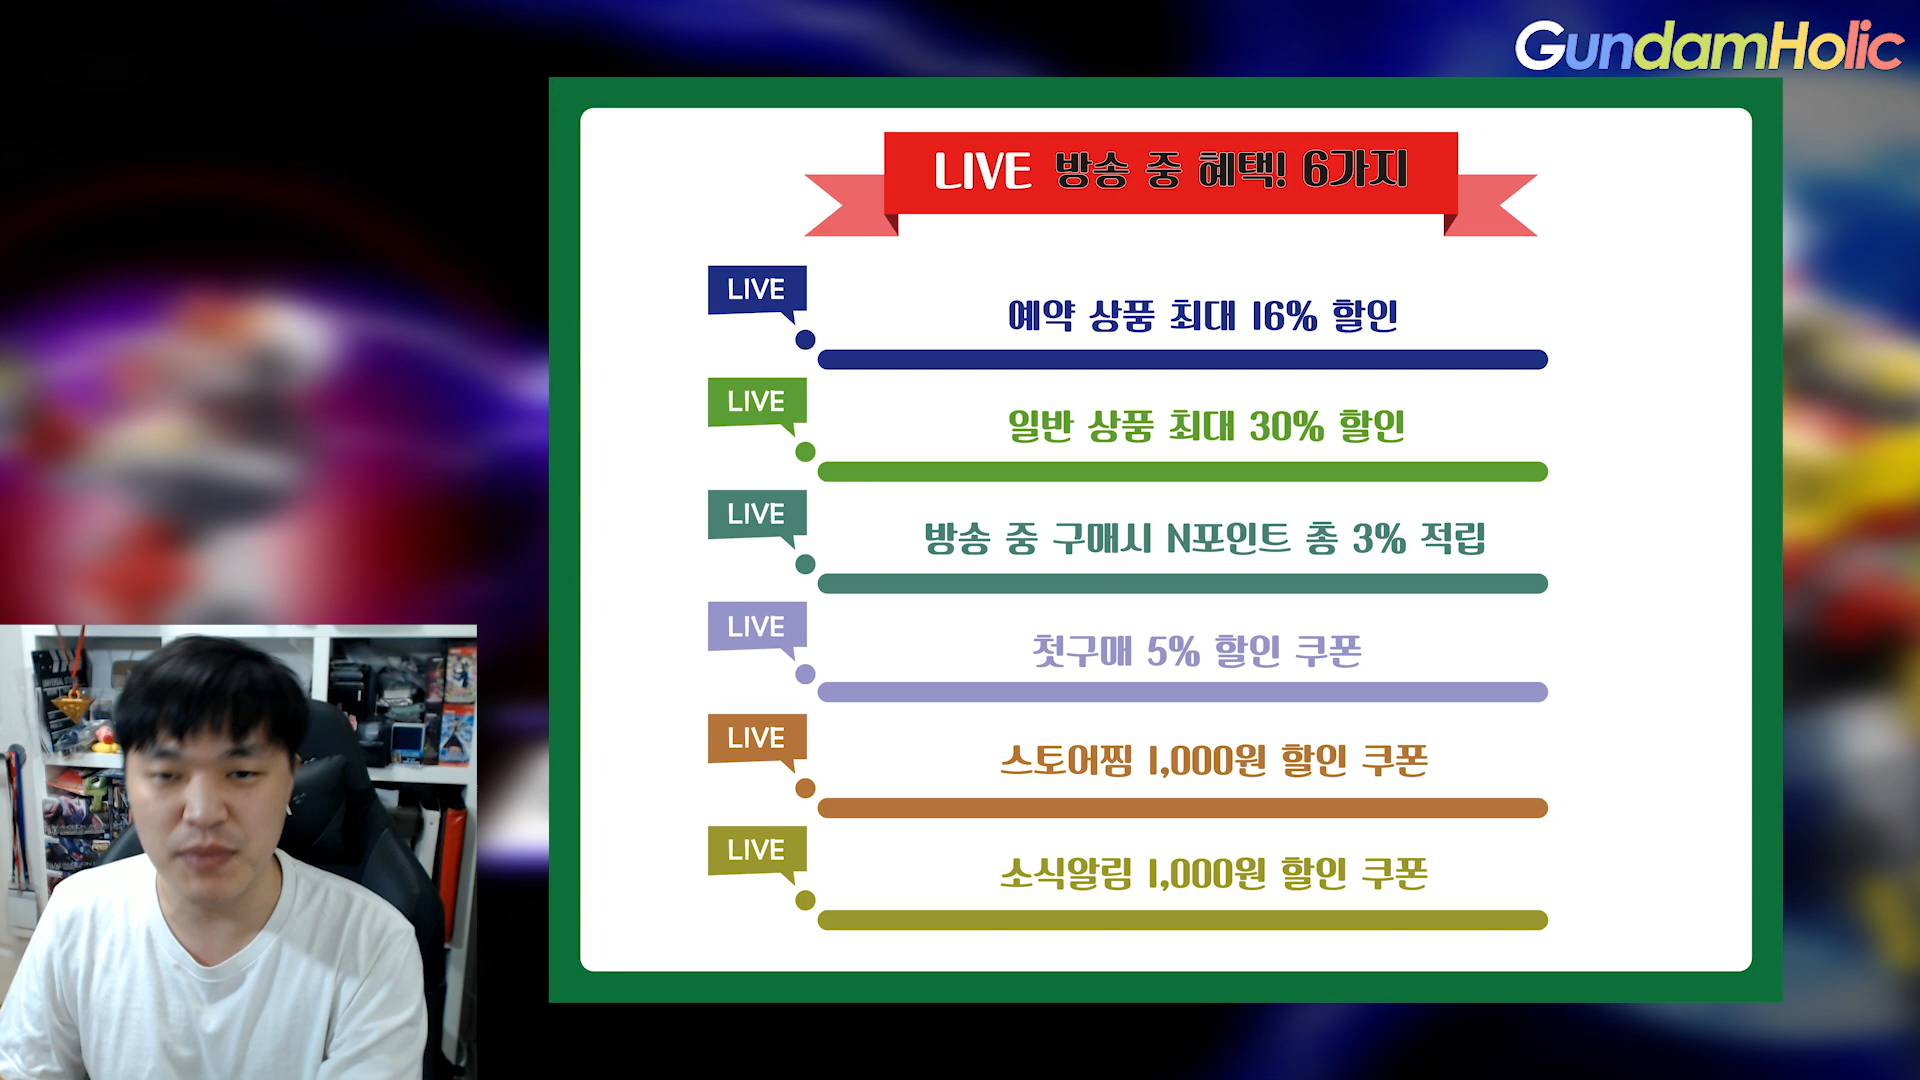 GundamHolic
LIVE 방송 중 혜택! 6가지
LIVE
예약 상품 최대 16% 할인
LIVE
일반 상품 최대 30% 할인
LIVE
방송 중 구매시 N포인트 총 3% 적립
LIVE
첫구매 5% 할인 쿠폰
LIVE
스토어찜 1,000원 할인 쿠폰
LIVE
소식알림 1,000원 할인 쿠폰